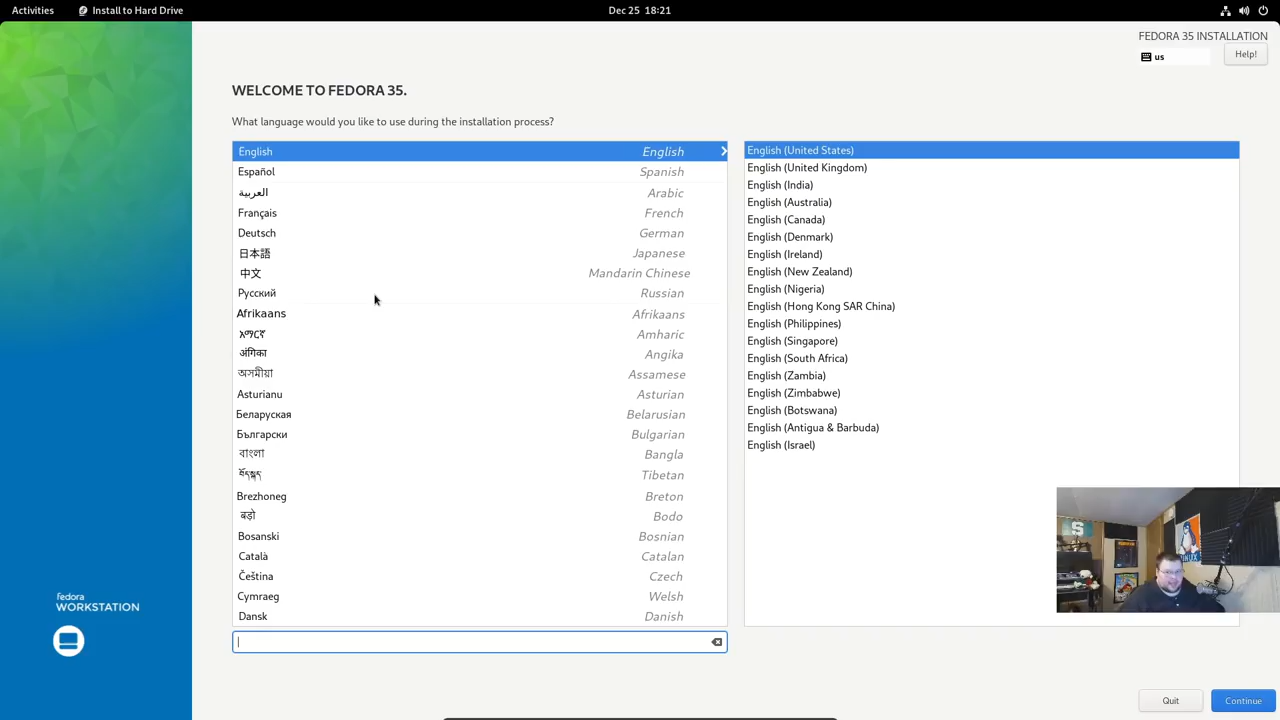 Activities
Install to Hard Drive
Dec 25 18:21
FEDORA 35 INSTALLATION
us
Help!
WELCOME TO FEDORA 35.
What language would you like to use during the installation process?
English English
Español Spanish
العربية Arabic
Français French
Deutsch German
日本語 Japanese
中文 Mandarin Chinese
Русский Russian
Afrikaans Afrikaans
አማርኛ Amharic
अंगिका Angika
অসমীয়া Assamese
Asturianu Asturian
Беларуская Belarusian
Български Bulgarian
বাংলা Bangla
བོད་སྐད་ Tibetan
Brezhoneg Breton
बड़ो Bodo
Bosanski Bosnian
Català Catalan
Čeština Czech
Cymraeg Welsh
Dansk Danish
English (United States)
English (United Kingdom)
English (India)
English (Australia)
English (Canada)
English (Denmark)
English (Ireland)
English (New Zealand)
English (Nigeria)
English (Hong Kong SAR China)
English (Philippines)
English (Singapore)
English (South Africa)
English (Zambia)
English (Zimbabwe)
English (Botswana)
English (Antigua & Barbuda)
English (Israel)
fedora
WORKSTATION
Quit
Continue